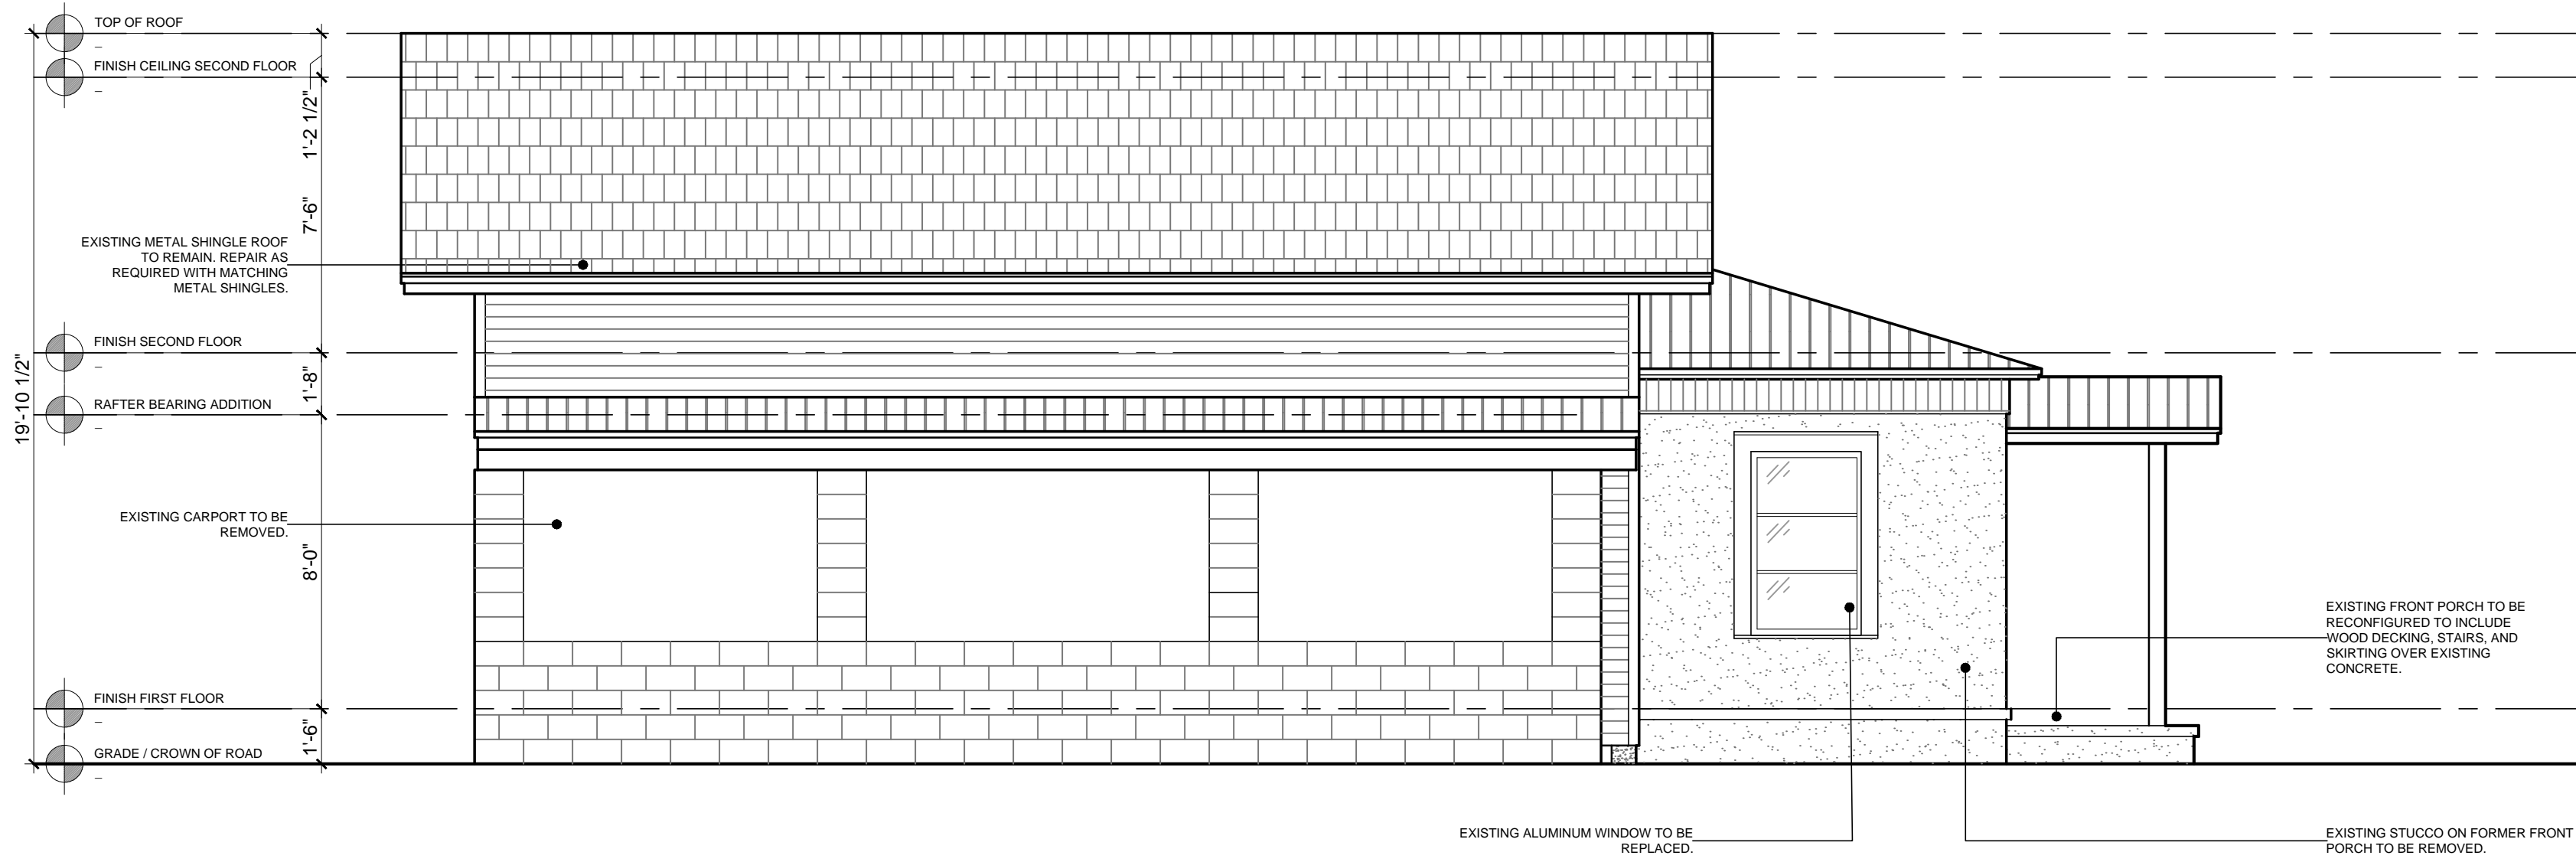 TOP OF ROOF
–
FINISH CEILING SECOND FLOOR
–
1'-2 1/2"
7'-6"
EXISTING METAL SHINGLE ROOF
TO REMAIN. REPAIR AS
REQUIRED WITH MATCHING
METAL SHINGLES.
FINISH SECOND FLOOR
–
19'-10 1/2"
1'-8"
RAFTER BEARING ADDITION
–
EXISTING CARPORT TO BE
REMOVED.
8'-0"
EXISTING FRONT PORCH TO BE
RECONFIGURED TO INCLUDE
WOOD DECKING, STAIRS, AND
SKIRTING OVER EXISTING
CONCRETE.
FINISH FIRST FLOOR
–
1'-6"
GRADE / CROWN OF ROAD
–
EXISTING ALUMINUM WINDOW TO BE
REPLACED.
EXISTING STUCCO ON FORMER FRONT
PORCH TO BE REMOVED.